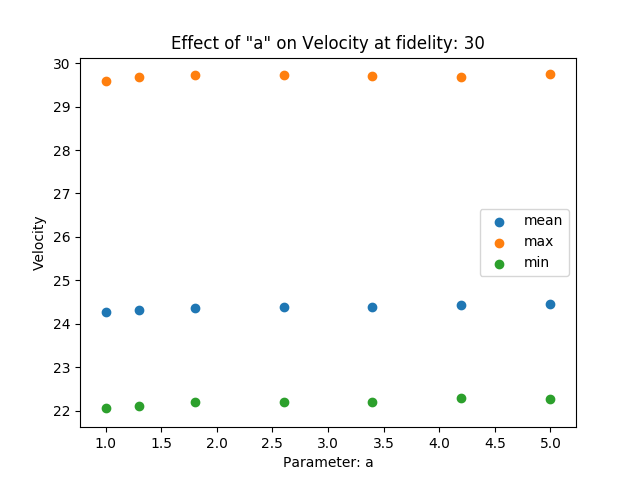 Effect of "a" on Velocity at fidelity: 30
30
29
28
27
26
25
24
23
22
Velocity
mean
max
min
1.0 1.5 2.0 2.5 3.0 3.5 4.0 4.5 5.0
Parameter: a